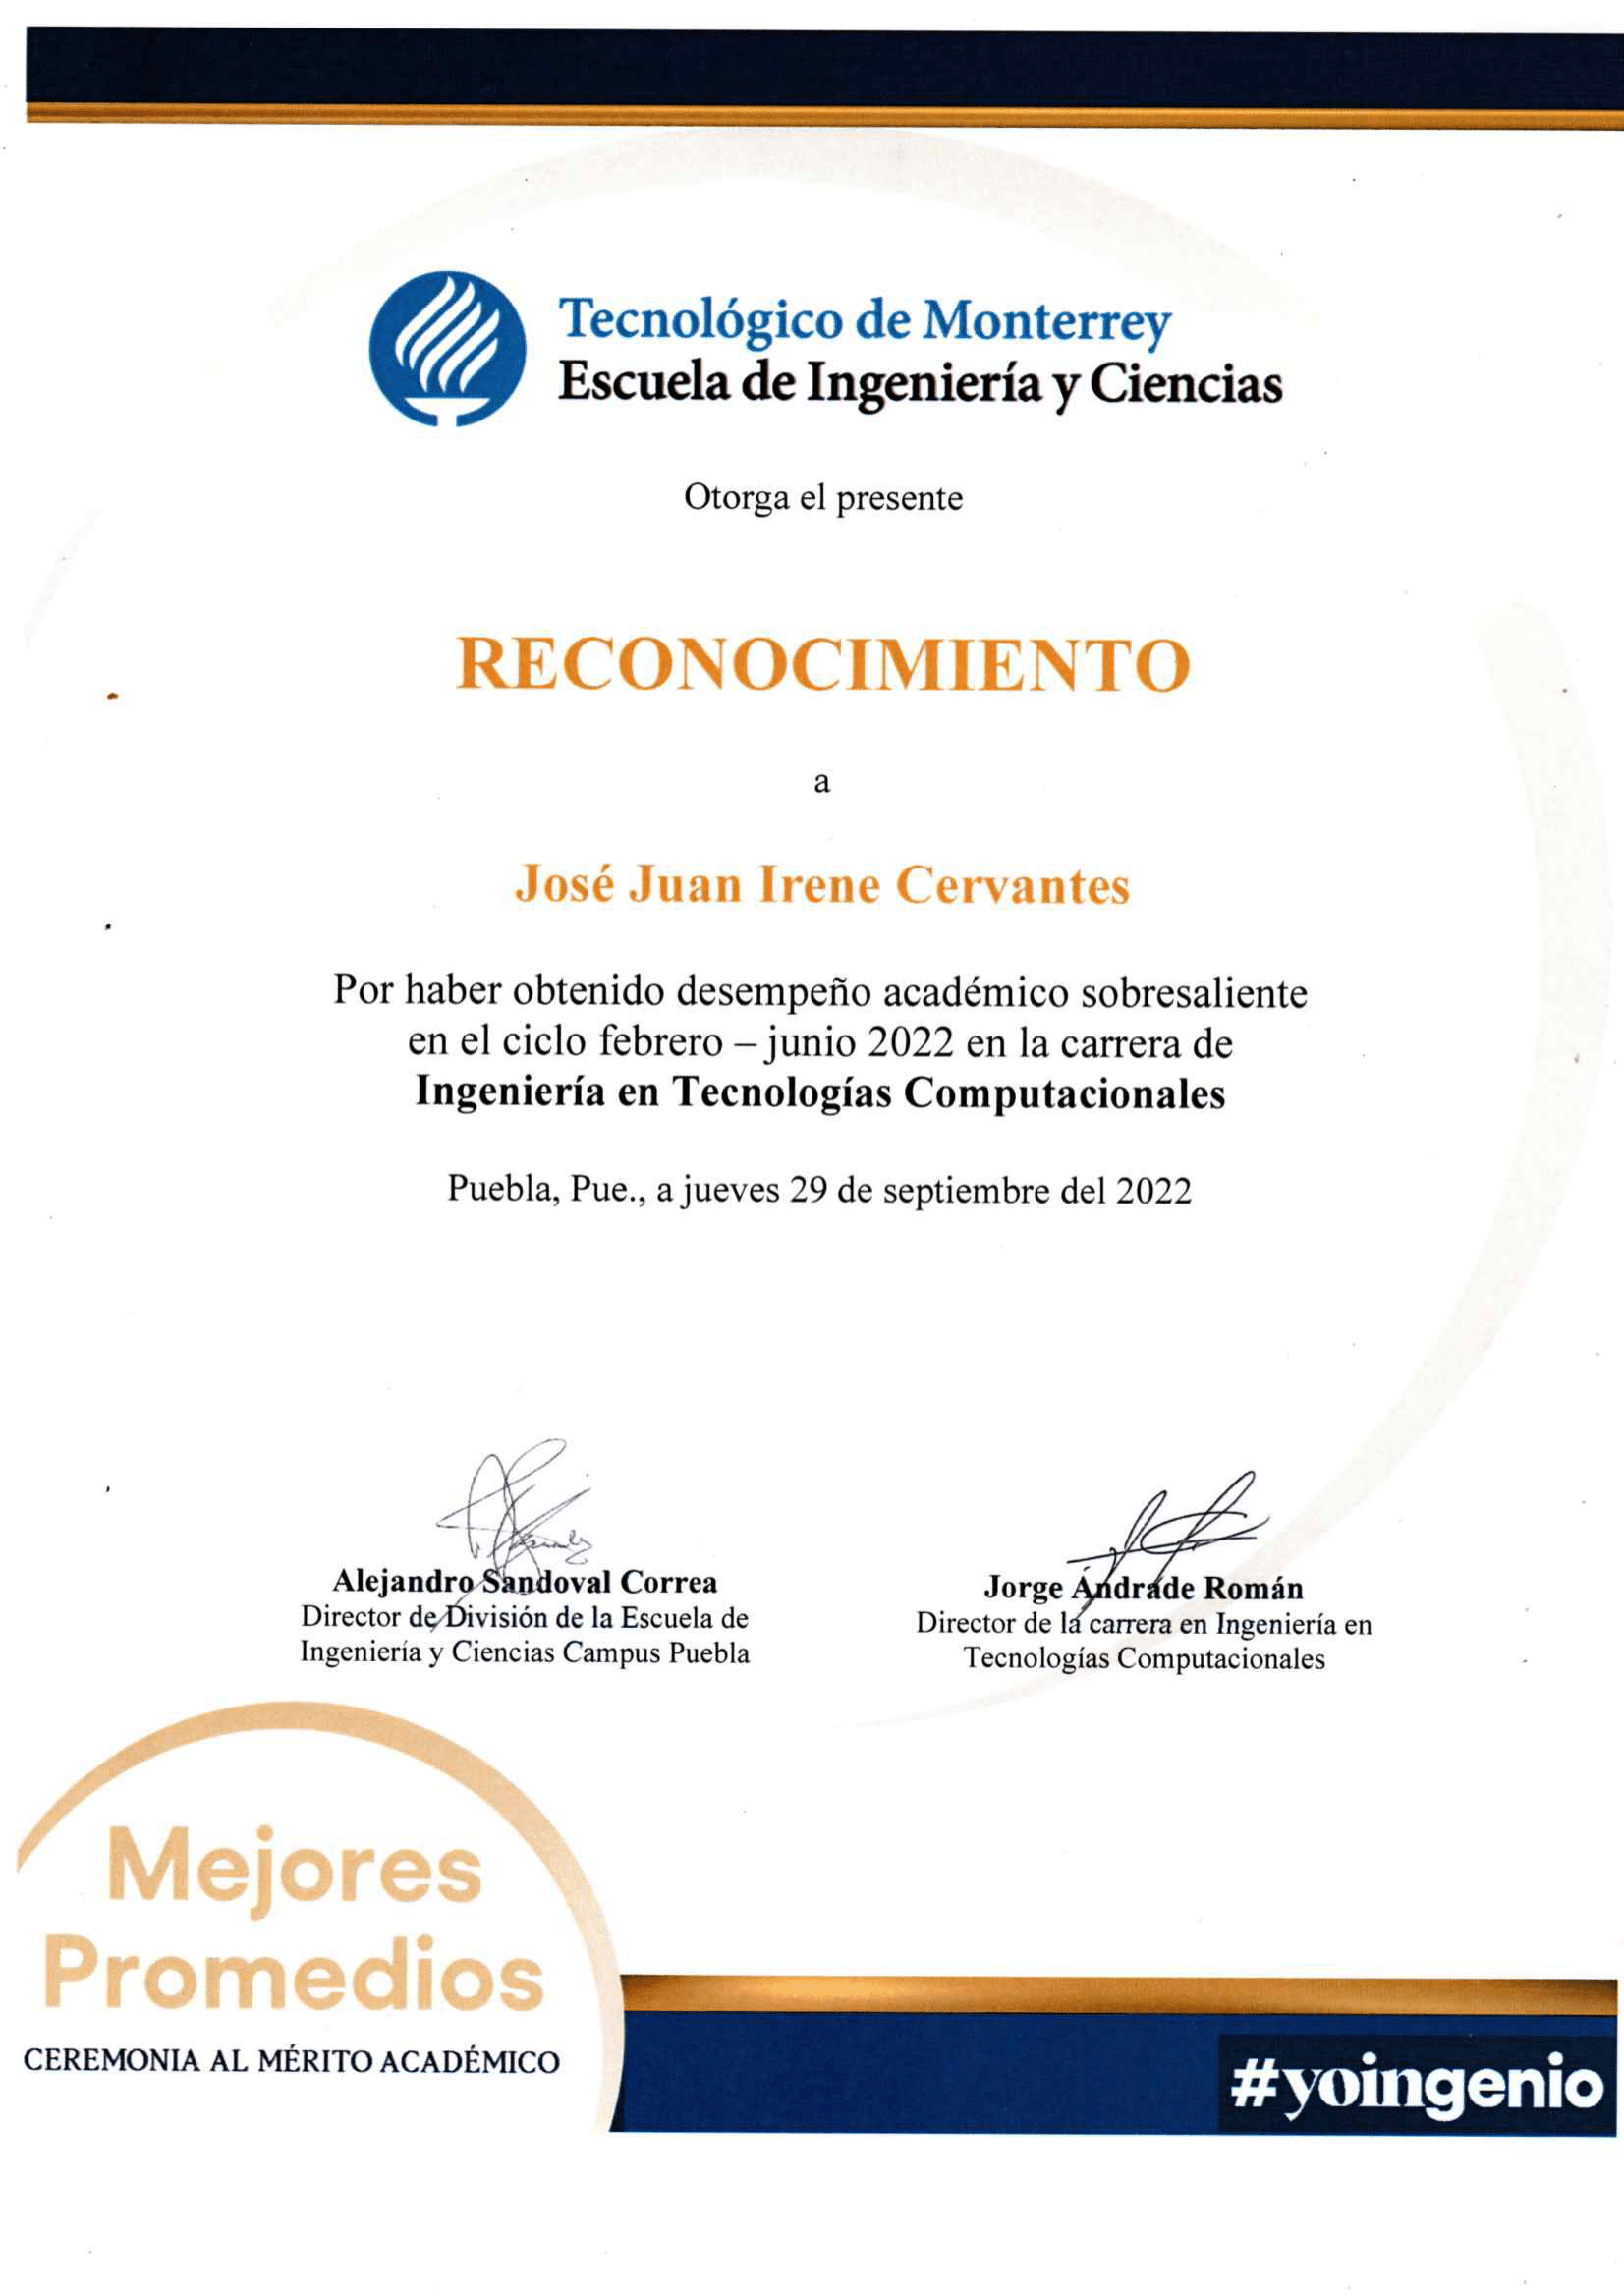 Tecnológico de Monterrey
Escuela de Ingeniería y Ciencias
Otorga el presente
RECONOCIMIENTO
a
José Juan Irene Cervantes
Por haber obtenido desempeño académico sobresaliente
en el ciclo febrero – junio 2022 en la carrera de
Ingeniería en Tecnologías Computacionales
Puebla, Pue., a jueves 29 de septiembre del 2022
Alejandro Sandoval Correa
Director de División de la Escuela de
Ingeniería y Ciencias Campus Puebla
Jorge Andrade Román
Director de la carrera en Ingeniería en
Tecnologías Computacionales
Mejores
Promedios
CEREMONIA AL MÉRITO ACADÉMICO
#yoingenio